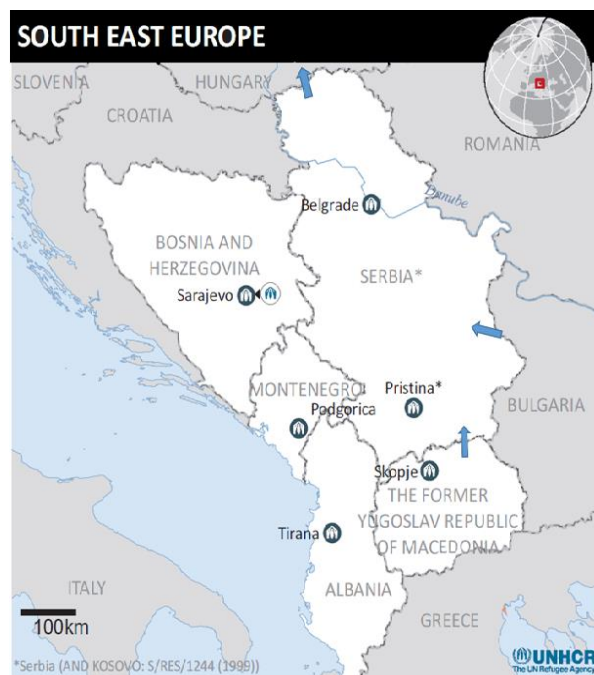 SOUTH EAST EUROPE
SLOVENIA
HUNGARY
CROATIA
ROMANIA
Danube
Belgrade
BOSNIA AND
HERZEGOVINA
SERBIA*
Sarajevo
MONTENEGRO
Pristina*
Podgorica
BULGARIA
Skopje
THE FORMER
YUGOSLAV REPUBLIC
OF MACEDONIA
Tirana
ITALY
ALBANIA
GREECE
100km
*Serbia (AND KOSOVO: S/RES/1244 (1999))
UNHCR
The UN Refugee Agency